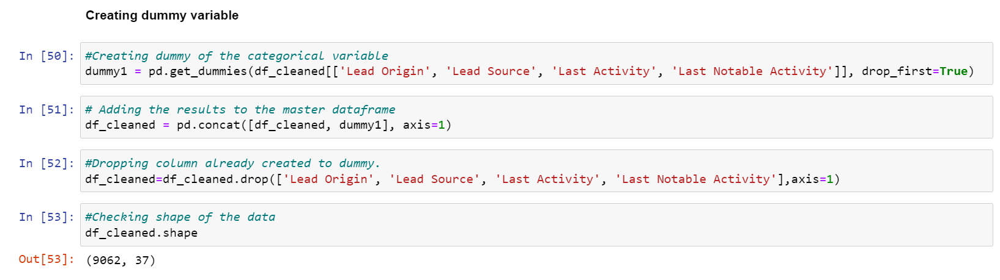 Creating dummy variable
In [50]: #Creating dummy of the categorical variable
dummy1 = pd.get_dummies(df_cleaned[['Lead Origin', 'Lead Source', 'Last Activity', 'Last Notable Activity']], drop_first=True)
In [51]: # Adding the results to the master dataframe
df_cleaned = pd.concat([df_cleaned, dummy1], axis=1)
In [52]: #Dropping column already created to dummy.
df_cleaned=df_cleaned.drop(['Lead Origin', 'Lead Source', 'Last Activity', 'Last Notable Activity'],axis=1)
In [53]: #Checking shape of the data
df_cleaned.shape
Out[53]: (9062, 37)